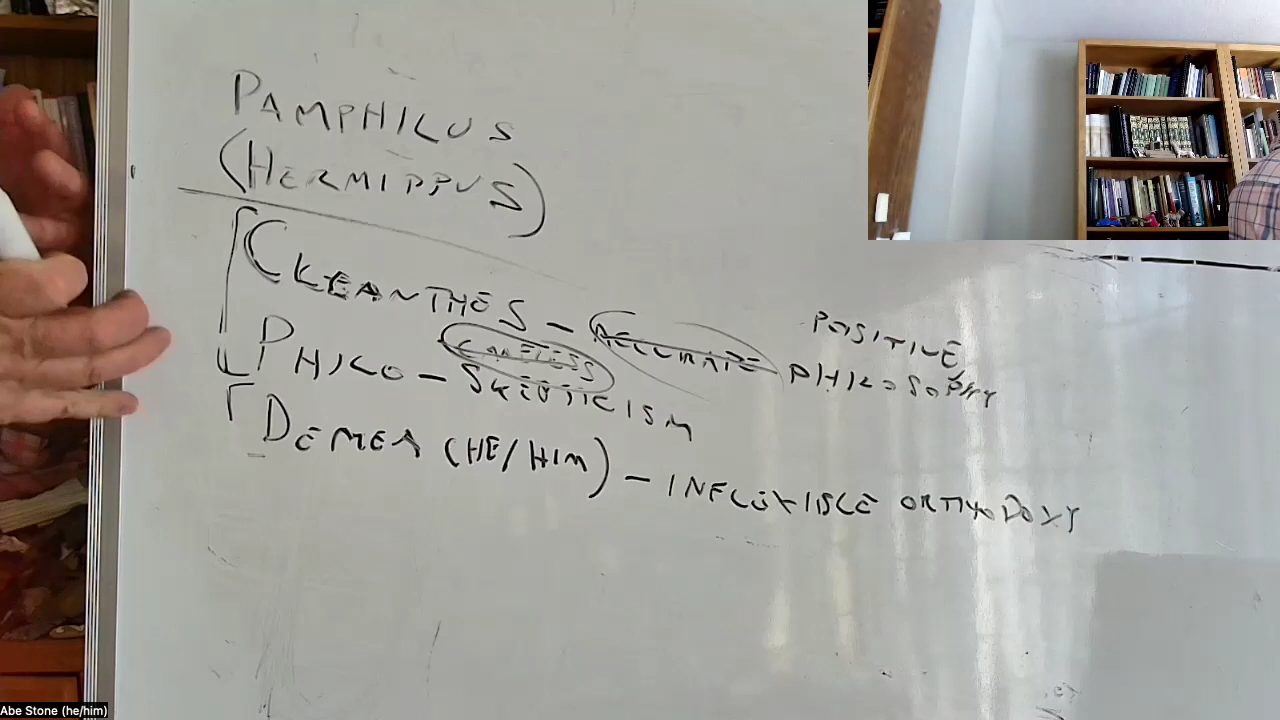 PAMPHILUS
(HERMIPPUS)
CLEANTHES - ACCURATE POSITIVE PHILOSOPHY
PHILO - CARELESS SKEPTICISM
DEMEA (HE/HIM) - INFLEXIBLE ORTHODOXY
Abe Stone (he/him)